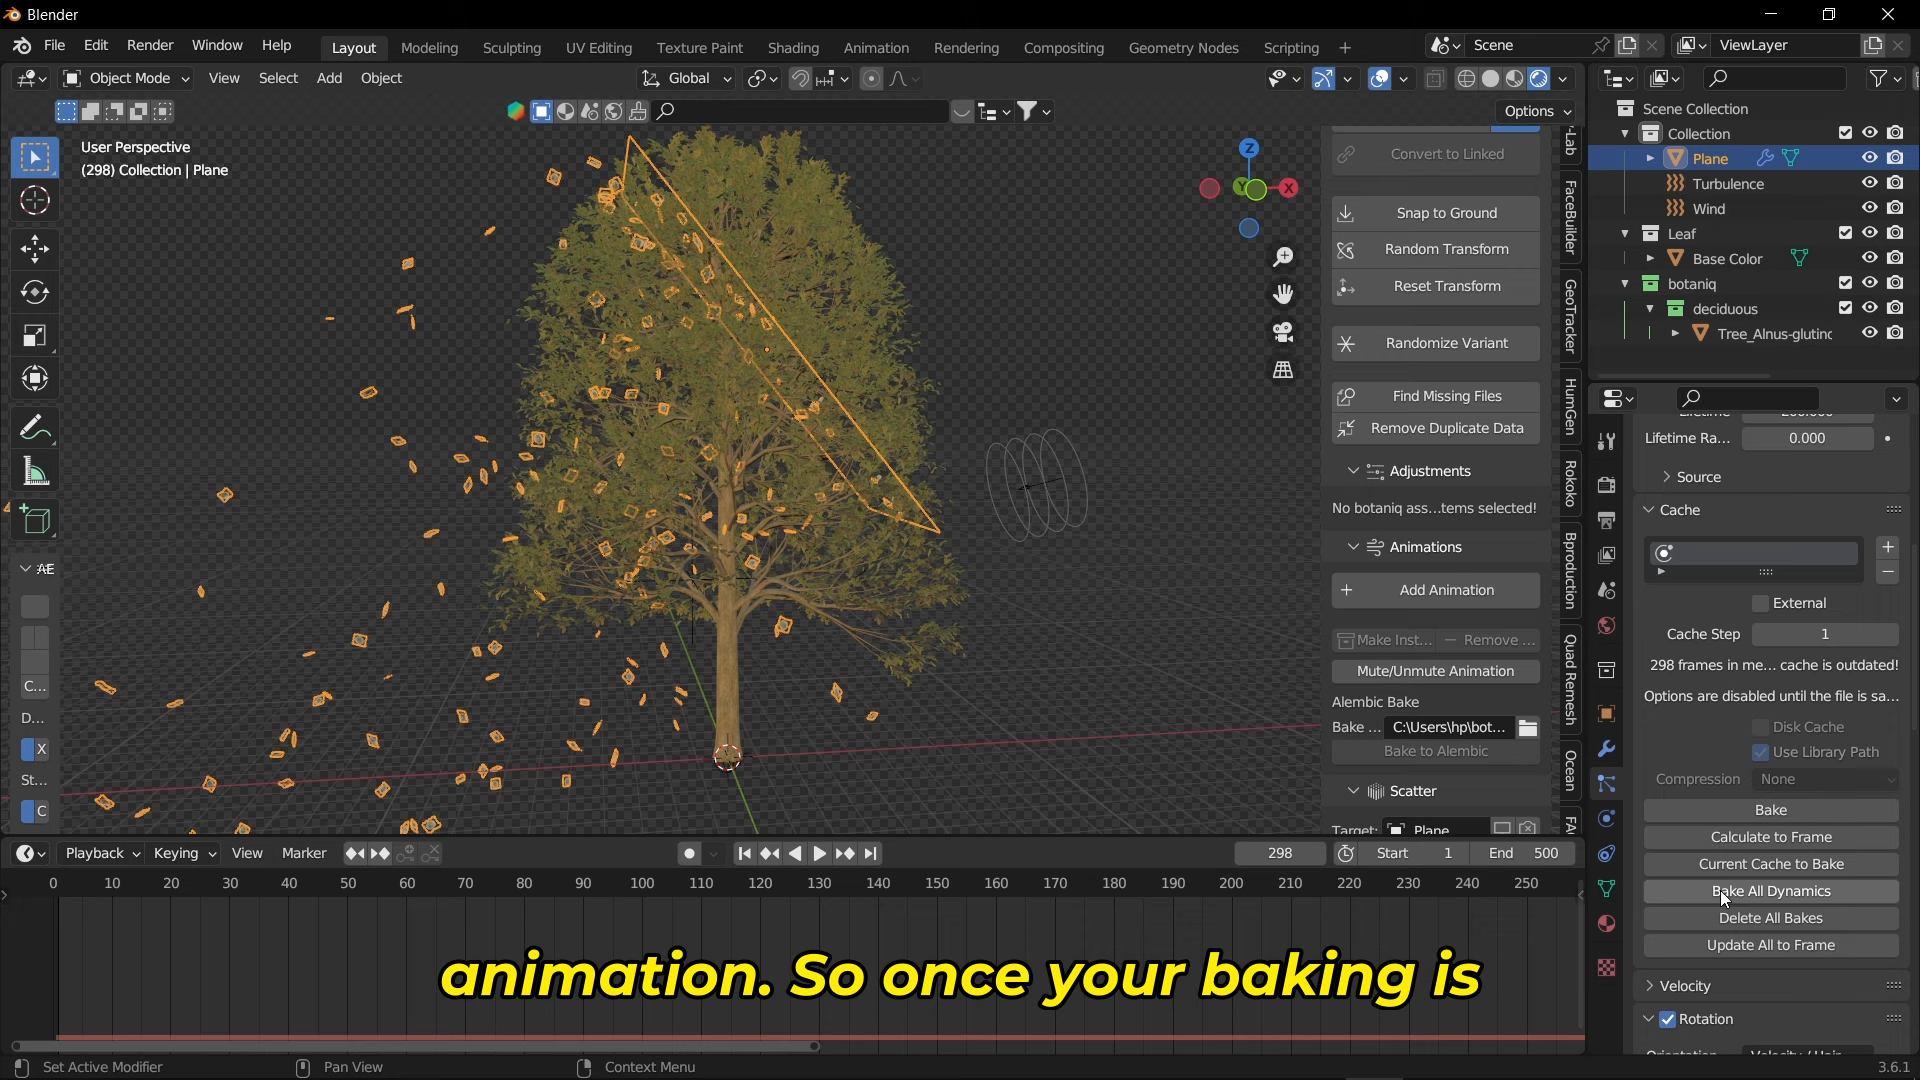 Blender
File Edit Render Window Help
Layout Modeling Sculpting UV Editing Texture Paint Shading Animation Rendering Compositing Geometry Nodes Scripting +
Scene ViewLayer
Object Mode View Select Add Object
Global
Options
User Perspective
(298) Collection | Plane
Z
Y
X
AE
C...
D...
X
St...
C
Convert to Linked
Snap to Ground
Random Transform
Reset Transform
Randomize Variant
Find Missing Files
Remove Duplicate Data
Adjustments
No botaniq ass...tems selected!
Animations
Add Animation
Make Inst... Remove ...
Mute/Unmute Animation
Alembic Bake
Bake ... C:\Users\hp\bot...
Bake to Alembic
Scatter
Target: Plane
-Lab
FaceBuilder
GeoTracker
HumGen
Rokoko
Bproduction
Quad Remesh
Ocean
FA
Scene Collection
Collection
Plane
Turbulence
Wind
Leaf
Base Color
botaniq
deciduous
Tree_Alnus-glutinc
Lifetime 200.000
Lifetime Ra... 0.000
Source
Cache
External
Cache Step 1
298 frames in me... cache is outdated!
Options are disabled until the file is sa...
Disk Cache
Use Library Path
Compression None
Bake
Calculate to Frame
Current Cache to Bake
Bake All Dynamics
Delete All Bakes
Update All to Frame
Velocity
Rotation
Orientation Velocity / Hair
Playback Keying View Marker
298 Start 1 End 500
0 10 20 30 40 50 60 70 80 90 100 110 120 130 140 150 160 170 180 190 200 210 220 230 240 250
animation. So once your baking is
Set Active Modifier Pan View Context Menu
3.6.1